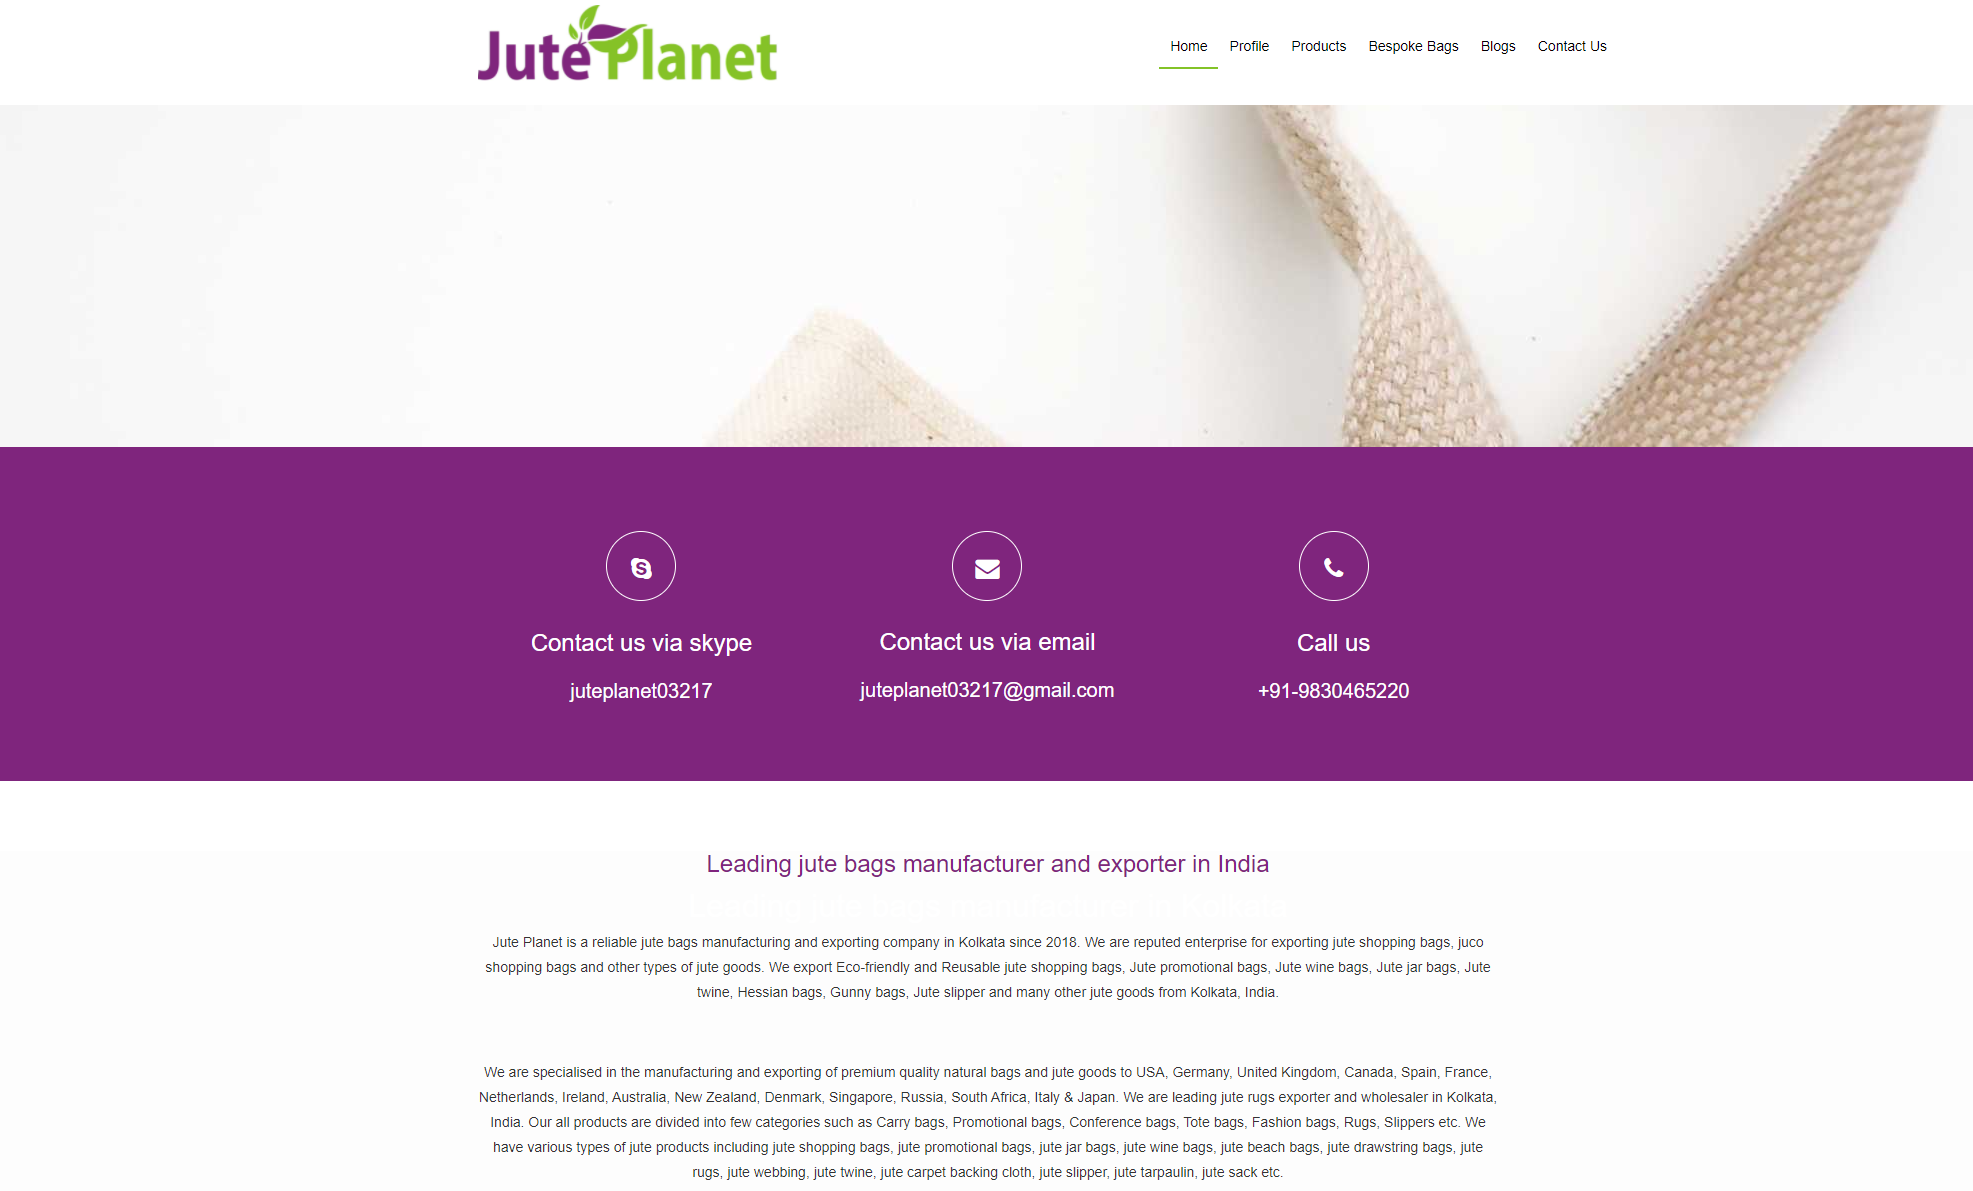 Jute Planet
Home Profile Products Bespoke Bags Blogs Contact Us
Contact us via skype
juteplanet03217
Contact us via email
juteplanet03217@gmail.com
Call us
+91-9830465220
Leading jute bags manufacturer and exporter in India
Leading jute bags manufacturer in Kolkata
Jute Planet is a reliable jute bags manufacturing and exporting company in Kolkata since 2018. We are reputed enterprise for exporting jute shopping bags, juco
shopping bags and other types of jute goods. We export Eco-friendly and Reusable jute shopping bags, Jute promotional bags, Jute wine bags, Jute jar bags, Jute
twine, Hessian bags, Gunny bags, Jute slipper and many other jute goods from Kolkata, India.
We are specialised in the manufacturing and exporting of premium quality natural bags and jute goods to USA, Germany, United Kingdom, Canada, Spain, France,
Netherlands, Ireland, Australia, New Zealand, Denmark, Singapore, Russia, South Africa, Italy & Japan. We are leading jute rugs exporter and wholesaler in Kolkata,
India. Our all products are divided into few categories such as Carry bags, Promotional bags, Conference bags, Tote bags, Fashion bags, Rugs, Slippers etc. We
have various types of jute products including jute shopping bags, jute promotional bags, jute jar bags, jute wine bags, jute beach bags, jute drawstring bags, jute
rugs, jute webbing, jute twine, jute carpet backing cloth, jute slipper, jute tarpaulin, jute sack etc.